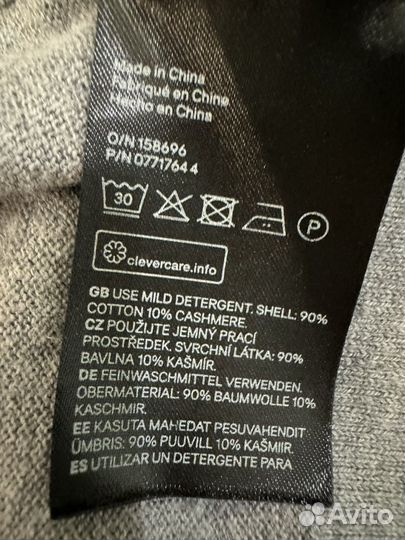 Made in China
Fabriqué en Chine
Hecho en China
O/N 158696
P/N 0771764 4
30
P
clevercare.info
GB USE MILD DETERGENT. SHELL: 90%
COTTON 10% CASHMERE.
CZ POUŽIJTE JEMNÝ PRACÍ
PROSTŘEDEK. SVRCHNÍ LÁTKA: 90%
BAVLNA 10% KAŠMÍR.
DE FEINWASCHMITTEL VERWENDEN.
OBERMATERIAL: 90% BAUMWOLLE 10%
KASCHMIR.
EE KASUTA MAHEDAT PESUVAHENDIT
ÜMBRIS: 90% PUUVILL 10% KAŠMIIR.
ES UTILIZAR UN DETERGENTE PARA
Avito